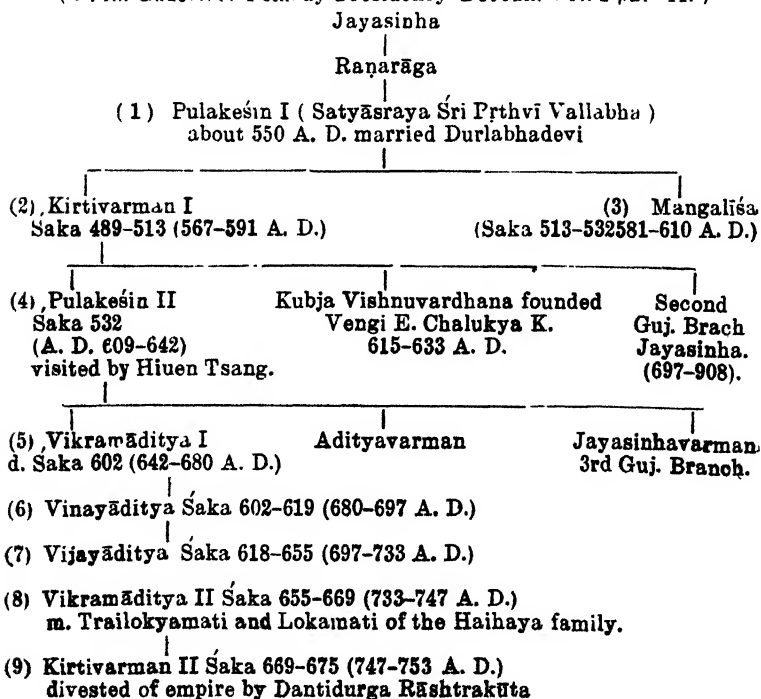 Jayasinha
Raṇarāga
(1) Pulakeśin I ( Satyāsraya Śri Pṛthvī Vallabha )
about 550 A. D. married Durlabhadevi
(2) Kirtivarman I
Saka 489-513 (567-591 A. D.)
(3) Mangalīśa
(Saka 513-532581-610 A. D.)
(4) Pulakeśin II
Saka 532
(A. D. 609-642)
visited by Hiuen Tsang.
Kubja Vishnuvardhana founded
Vengi E. Chalukya K.
615-633 A. D.
Second
Guj. Brach
Jayasinha.
(697-908).
(5) Vikramāditya I
d. Saka 602 (642-680 A. D.)
Adityavarman
Jayasinhavarman
3rd Guj. Branch.
(6) Vinayāditya Śaka 602-619 (680-697 A. D.)
(7) Vijayāditya Śaka 618-655 (697-733 A. D.)
(8) Vikramāditya II Śaka 655-669 (733-747 A. D.)
m. Trailokyamati and Lokamati of the Haihaya family.
(9) Kirtivarman II Śaka 669-675 (747-753 A. D.)
divested of empire by Dantidurga Rāshtrakūta